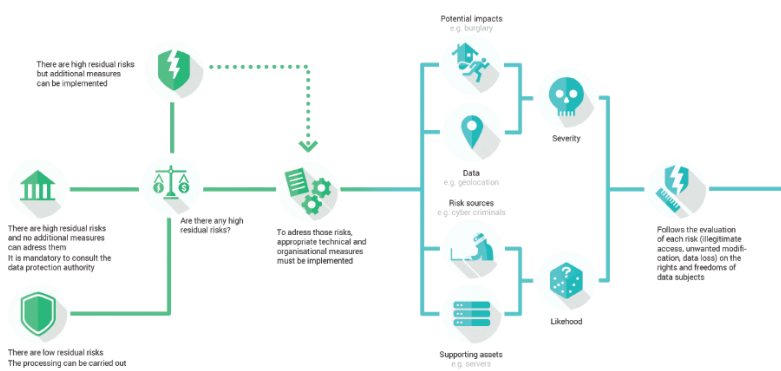 Potential impacts
e.g. burglary
There are high residual risks
but additional measures
can be implemented
Severity
Data
e.g. geolocation
Risk sources
e.g. cyber criminals
Are there any high
residual risks?
There are high residual risks
and no additional measures
can adress them
It is mandatory to consult the
data protection authority
To adress those risks,
appropriate technical and
organisational measures
must be implemented
Follows the evaluation
of each risk (illegitimate
access, unwanted modifi-
cation, data loss) on the
rights and freedoms of
data subjects
Likehood
There are low residual risks
The processing can be carried out
Supporting assets
e.g. servers